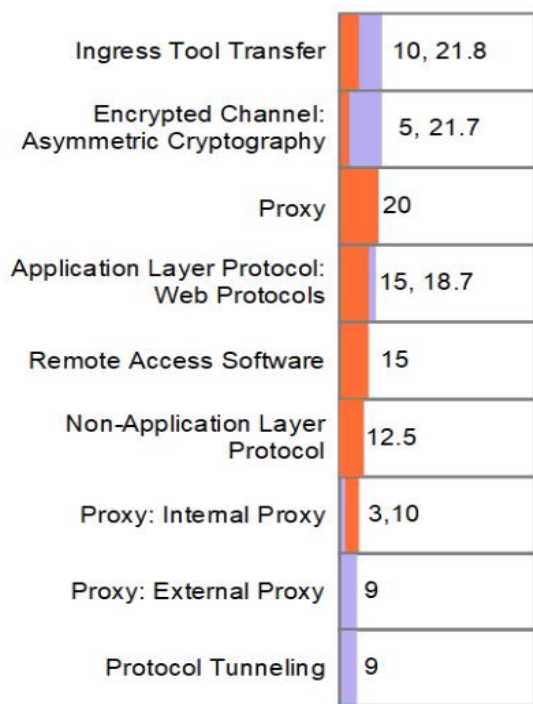 Ingress Tool Transfer
10, 21.8
Encrypted Channel:
Asymmetric Cryptography
5, 21.7
Proxy
20
Application Layer Protocol:
Web Protocols
15, 18.7
Remote Access Software
15
Non-Application Layer
Protocol
12.5
Proxy: Internal Proxy
3,10
Proxy: External Proxy
9
Protocol Tunneling
9